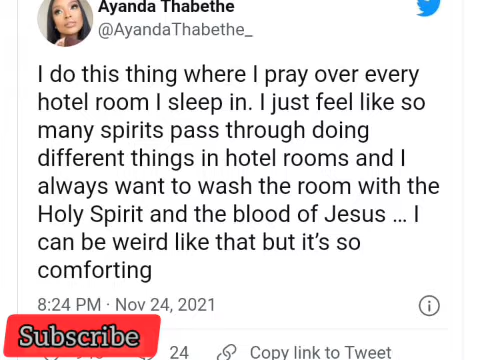 Ayanda Thabethe
@AyandaThabethe_
I do this thing where I pray over every
hotel room I sleep in. I just feel like so
many spirits pass through doing
different things in hotel rooms and I
always want to wash the room with the
Holy Spirit and the blood of Jesus … I
can be weird like that but it’s so
comforting
8:24 PM · Nov 24, 2021
Subscribe
24 Copy link to Tweet